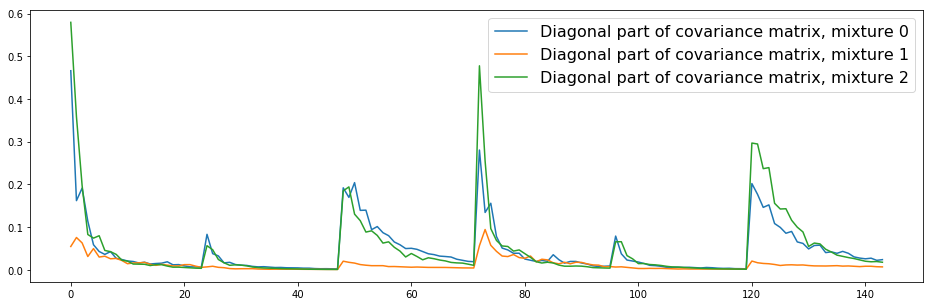 0.6
0.5
0.4
0.3
0.2
0.1
0.0
0 20 40 60 80 100 120 140
Diagonal part of covariance matrix, mixture 0
Diagonal part of covariance matrix, mixture 1
Diagonal part of covariance matrix, mixture 2